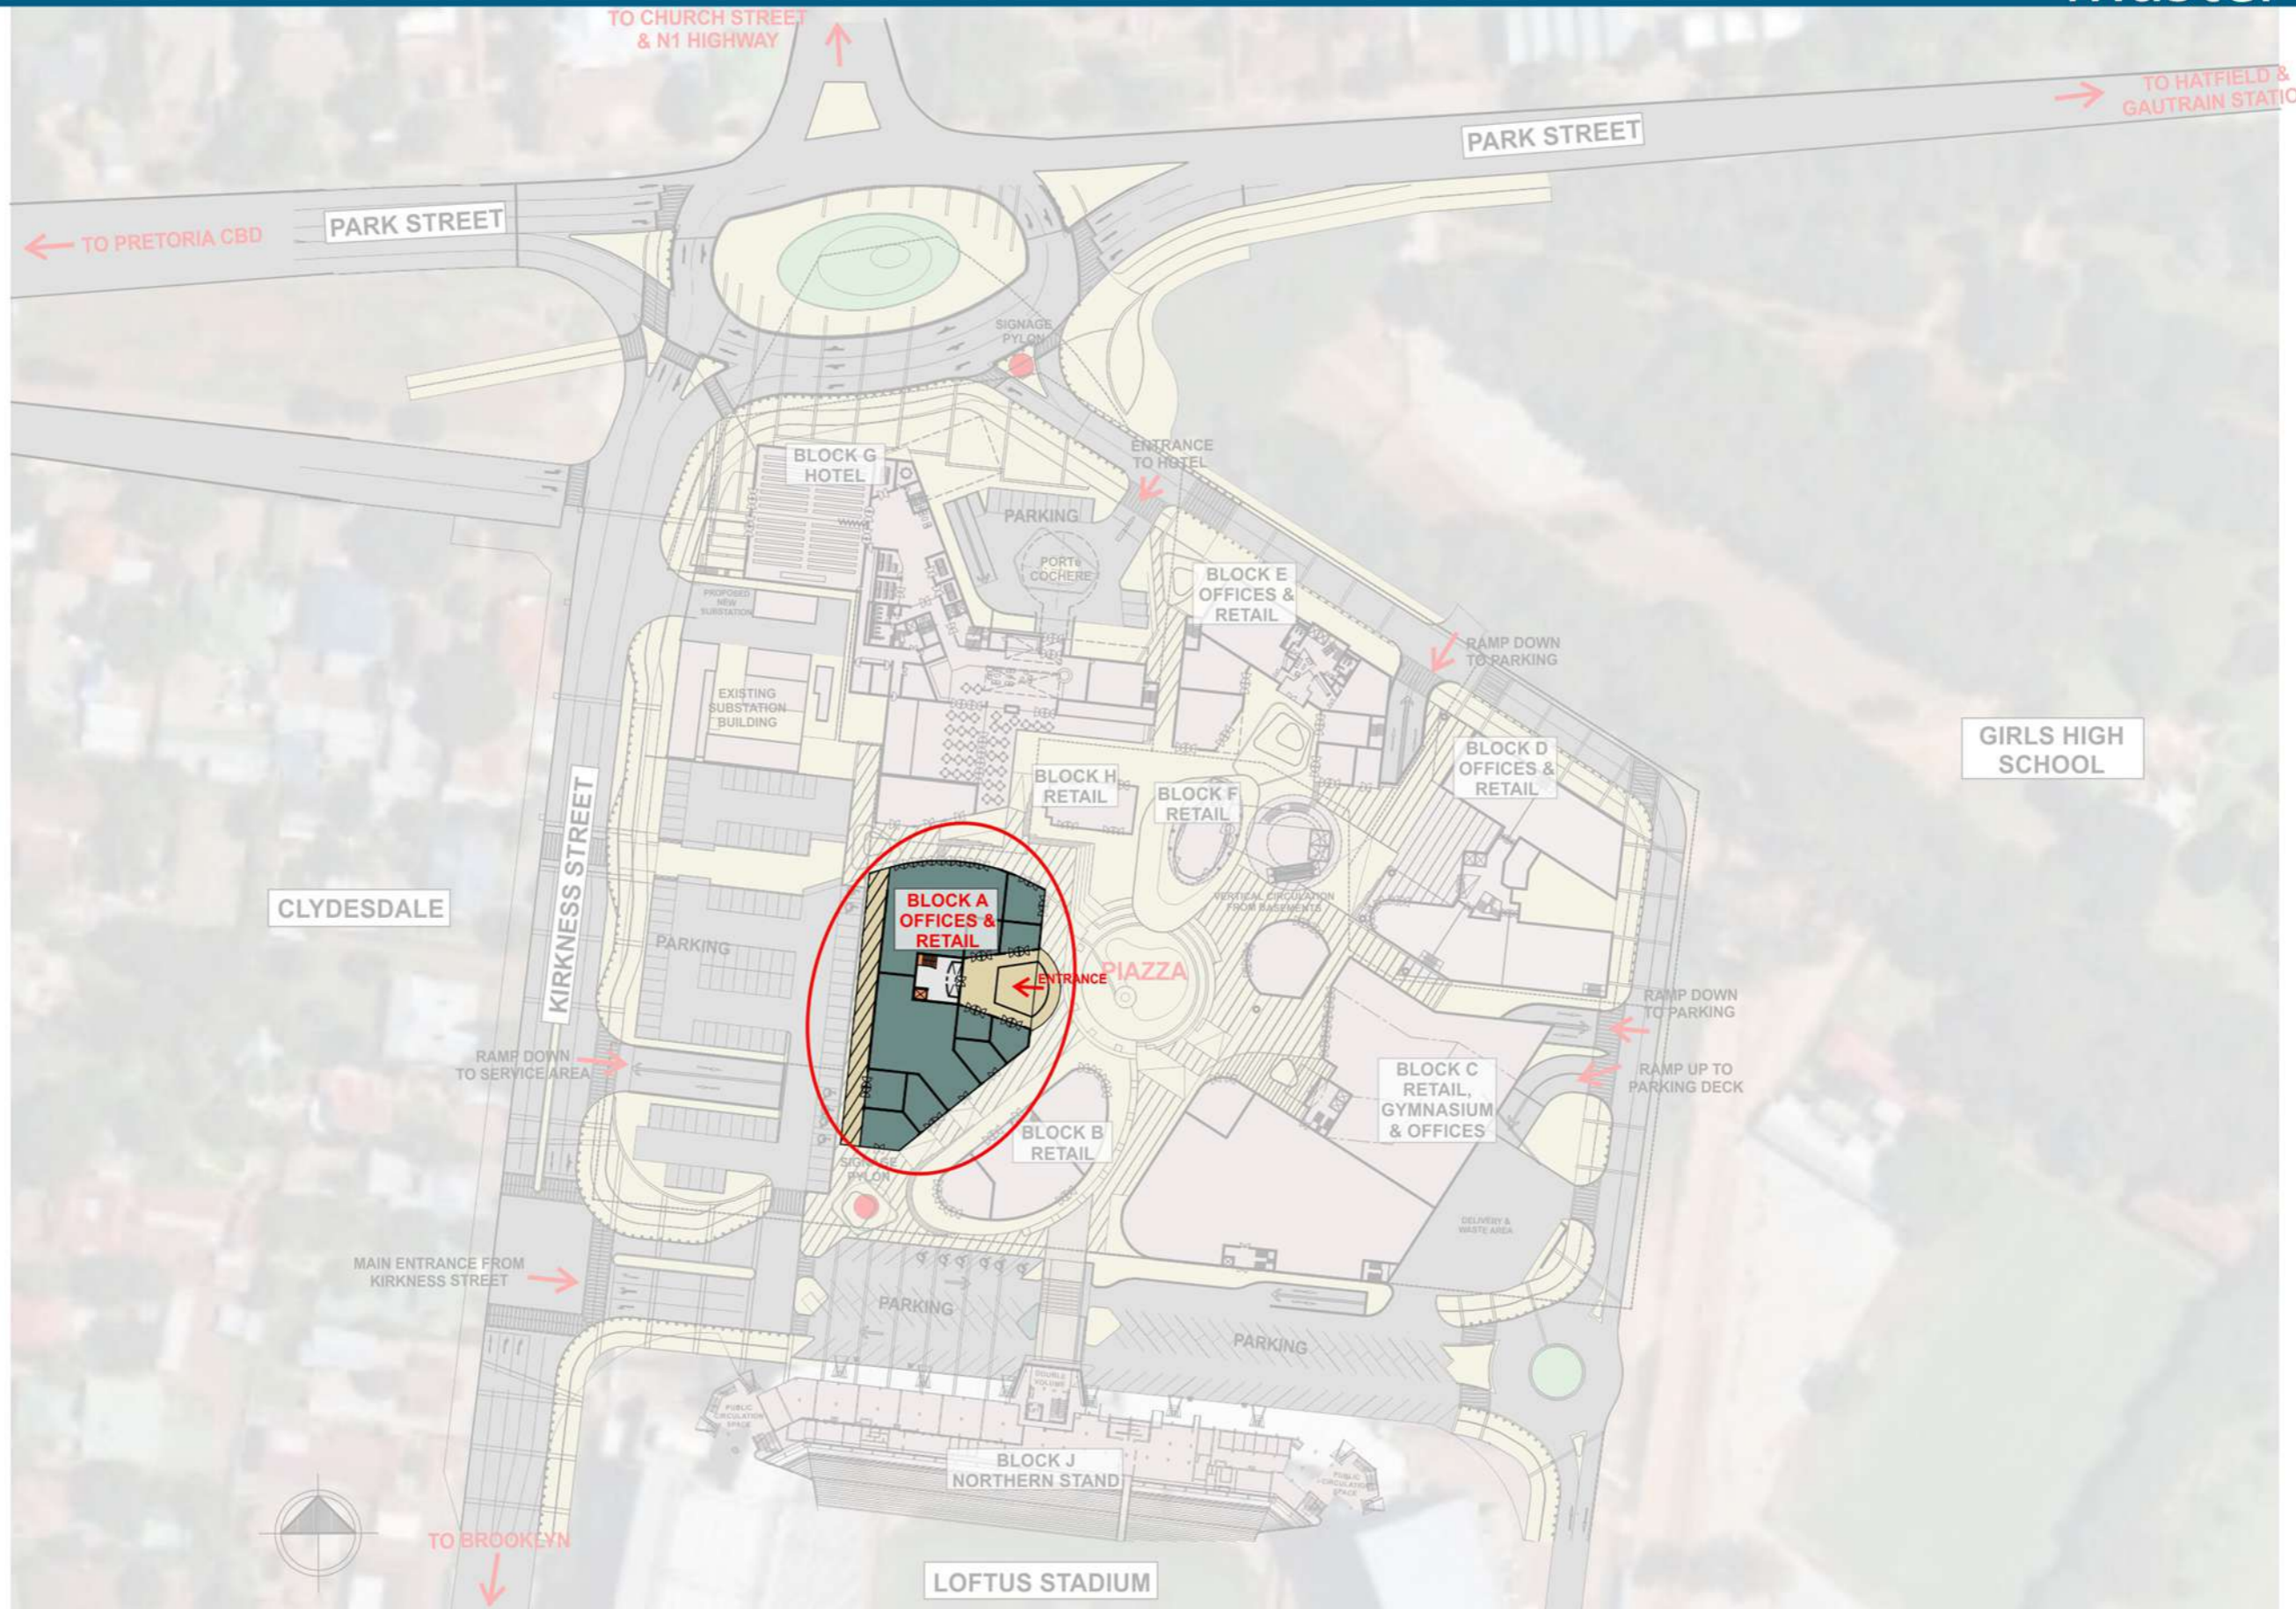 TO CHURCH STREET
& N1 HIGHWAY
TO HATFIELD &
PARK STREET
PARK STREET
TO PRETORIA CBD
SIGNAGE
PYLON
ENTRANCE
TO HOTEL
BLOCK G
HOTEL
PARKING
PORTE
COCHERE
BLOCK E
OFFICES &
RETAIL
PROPOSED
NEW
SUBSTATION
RAMP DOWN
TO PARKING
EXISTING
SUBSTATION
BUILDING
GIRLS HIGH
SCHOOL
BLOCK D
OFFICES &
RETAIL
BLOCK H
RETAIL
BLOCK F
RETAIL
KIRKNESS STREET
CLYDESDALE
BLOCK A
OFFICES &
RETAIL
VERTICAL CIRCULATION
FROM BASEMENTS
PARKING
PIAZZA
ENTRANCE
RAMP DOWN
TO PARKING
RAMP DOWN
TO SERVICE AREA
RAMP UP TO
PARKING DECK
BLOCK C
RETAIL,
GYMNASIUM
& OFFICES
BLOCK B
RETAIL
SIGNAGE
PYLON
DELIVERY &
WASTE AREA
MAIN ENTRANCE FROM
KIRKNESS STREET
PARKING
PARKING
DOUBLE
VOLUME
PUBLIC
CIRCULATION
SPACE
BLOCK J
NORTHERN STAND
PUBLIC
CIRCULATION
SPACE
TO BROOKLYN
LOFTUS STADIUM